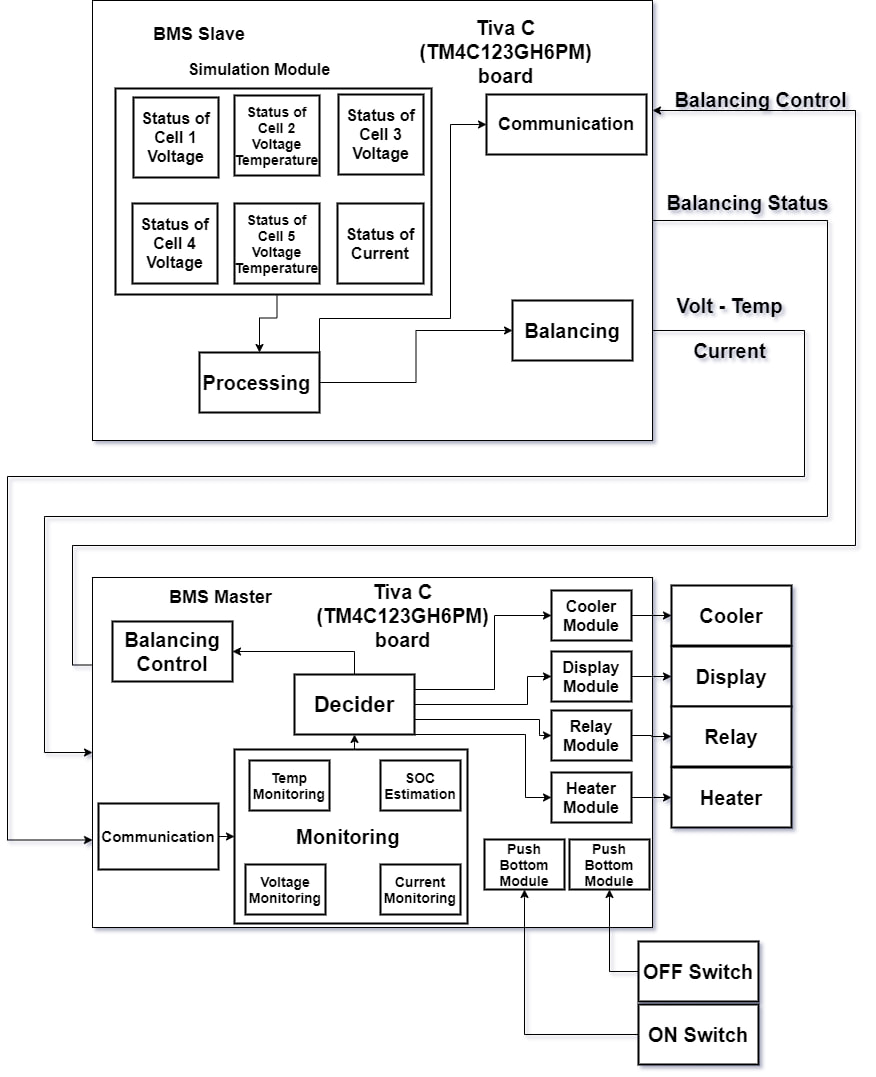 BMS Slave
Tiva C
(TM4C123GH6PM)
board
Simulation Module
Status of
Cell 1
Voltage
Status of
Cell 2
Voltage
Temperature
Status of
Cell 3
Voltage
Communication
Status of
Cell 4
Voltage
Status of
Cell 5
Voltage
Temperature
Status of
Current
Processing
Balancing
Balancing Control
Balancing Status
Volt - Temp
Current
BMS Master
Tiva C
(TM4C123GH6PM)
board
Balancing
Control
Decider
Cooler
Module
Cooler
Display
Module
Display
Relay
Module
Relay
Heater
Module
Heater
Communication
Temp
Monitoring
SOC
Estimation
Monitoring
Voltage
Monitoring
Current
Monitoring
Push
Bottom
Module
Push
Bottom
Module
OFF Switch
ON Switch